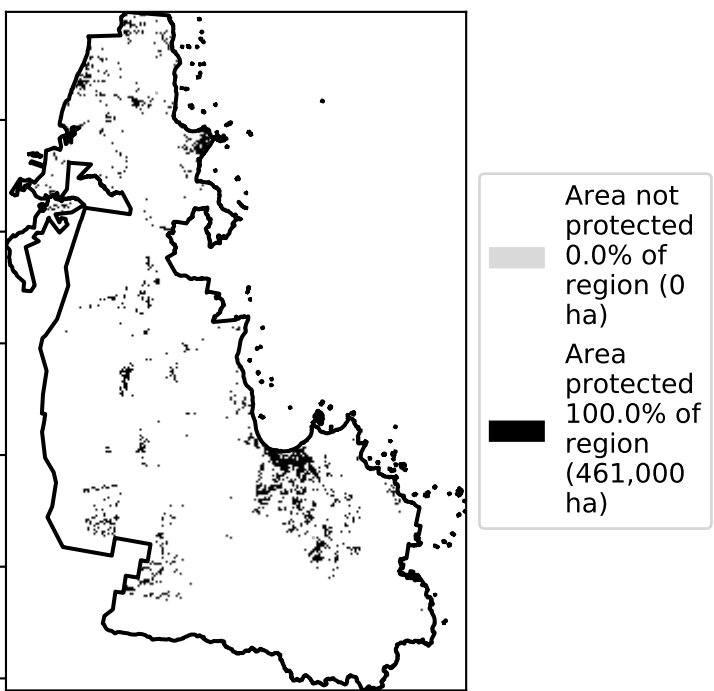 Area not
protected
0.0% of
region (0
ha)
Area
protected
100.0% of
region
(461,000
ha)